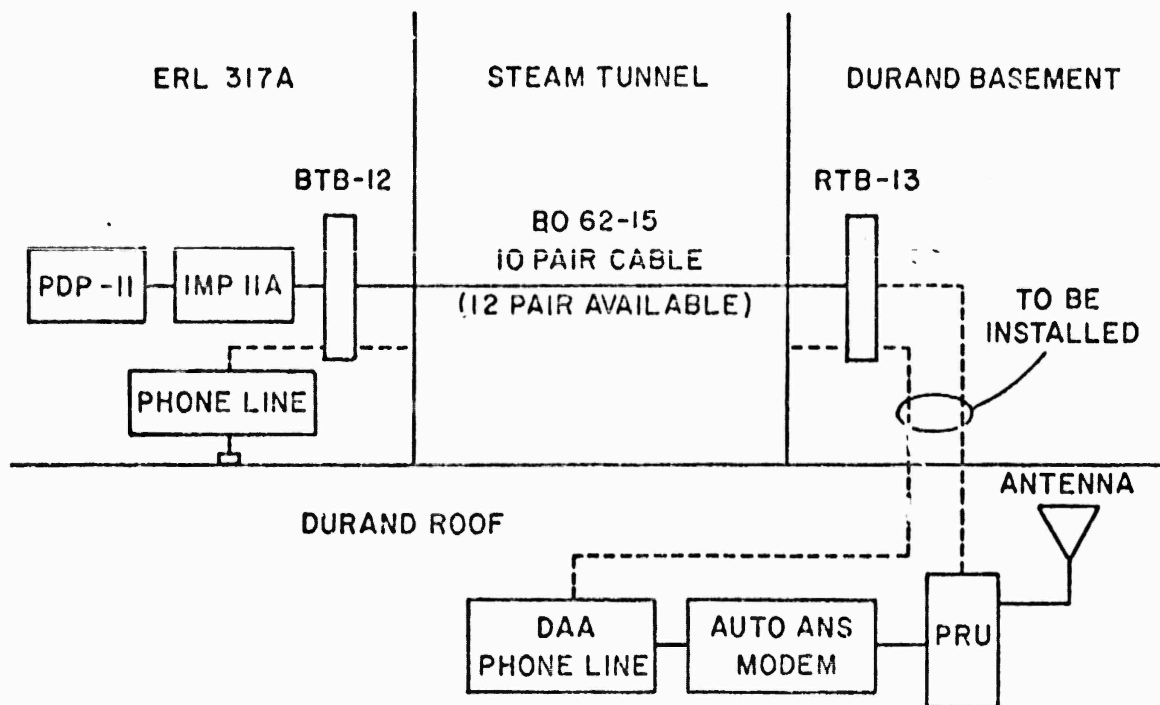 ERL 317A
STEAM TUNNEL
DURAND BASEMENT
BTB-12
RTB-13
BO 62-15
10 PAIR CABLE
(12 PAIR AVAILABLE)
PDP-11
IMP 11A
TO BE
INSTALLED
PHONE LINE
ANTENNA
DURAND ROOF
DAA
PHONE LINE
AUTO ANS
MODEM
PRU